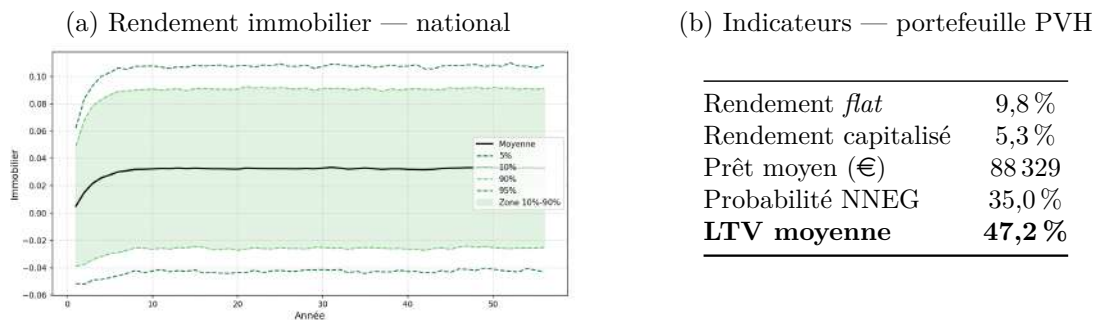 (a) Rendement immobilier — national
(b) Indicateurs — portefeuille PVH
0.10
0.08
0.06
0.04
0.02
0.00
−0.02
−0.04
−0.06
Immobilier
0
10
20
30
40
50
Année
Moyenne
5%
10%
90%
95%
Zone 10%-90%
Rendement flat 9,8 %
Rendement capitalisé 5,3 %
Prêt moyen (€) 88 329
Probabilité NNEG 35,0 %
LTV moyenne 47,2 %